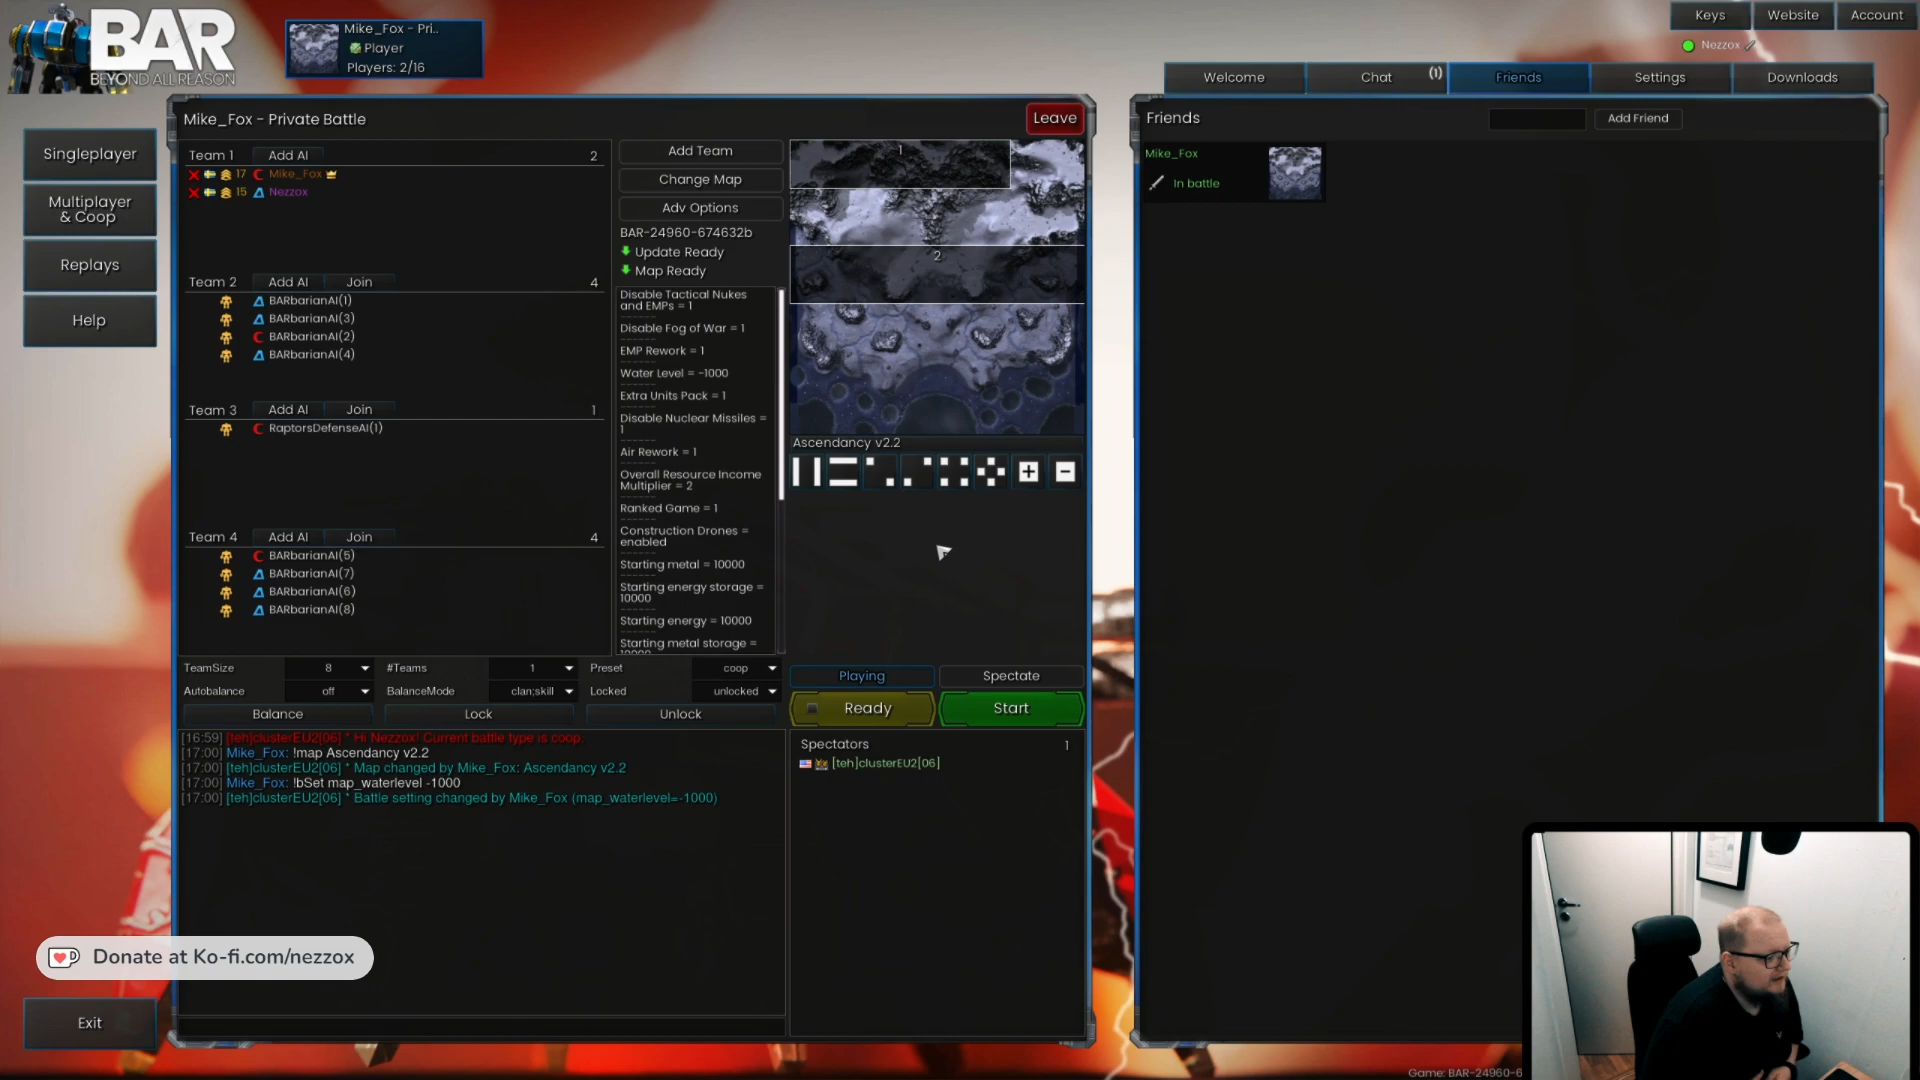 BAR
BEYOND ALL REASON
Mike_Fox - Pri..
Player
Players: 2/16
Keys
Website
Account
Nezzox
Welcome
Chat
(1)
Friends
Settings
Downloads
Singleplayer
Multiplayer
& Coop
Replays
Help
Exit
Mike_Fox - Private Battle
Leave
Team 1
Add AI
2
17 Mike_Fox
15 Nezzox
Team 2
Add AI
Join
4
BARbarianAI(1)
BARbarianAI(3)
BARbarianAI(2)
BARbarianAI(4)
Team 3
Add AI
Join
1
RaptorsDefenseAI(1)
Team 4
Add AI
Join
4
BARbarianAI(5)
BARbarianAI(7)
BARbarianAI(6)
BARbarianAI(8)
Add Team
Change Map
Adv Options
BAR-24960-674632b
Update Ready
Map Ready
Disable Tactical Nukes
and EMPs = 1
------
Disable Fog of War = 1
------
EMP Rework = 1
------
Water Level = -1000
------
Extra Units Pack = 1
------
Disable Nuclear Missiles =
1
------
Air Rework = 1
------
Overall Resource Income
Multiplier = 2
------
Ranked Game = 1
------
Construction Drones =
enabled
------
Starting metal = 10000
------
Starting energy storage =
10000
------
Starting energy = 10000
------
Starting metal storage =
10000
1
2
Ascendancy v2.2
TeamSize
8
#Teams
1
Preset
coop
Autobalance
off
BalanceMode
clan;skill
Locked
unlocked
Balance
Lock
Unlock
Playing
Spectate
Ready
Start
[16:59] [teh]clusterEU2[06] * Hi Nezzox! Current battle type is coop.
[17:00] Mike_Fox: !map Ascendancy v2.2
[17:00] [teh]clusterEU2[06] * Map changed by Mike_Fox: Ascendancy v2.2
[17:00] Mike_Fox: !bSet map_waterlevel -1000
[17:00] [teh]clusterEU2[06] * Battle setting changed by Mike_Fox (map_waterlevel=-1000)
Spectators
1
[teh]clusterEU2[06]
Friends
Add Friend
Mike_Fox
In battle
Donate at Ko-fi.com/nezzox
Game: BAR-24960-6